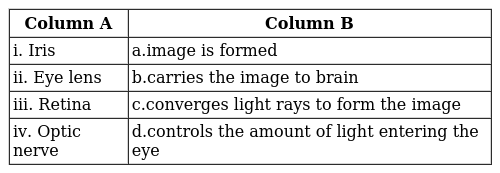 Column A Column B
i. Iris a.image is formed
ii. Eye lens b.carries the image to brain
iii. Retina c.converges light rays to form the image
iv. Optic nerve d.controls the amount of light entering the eye